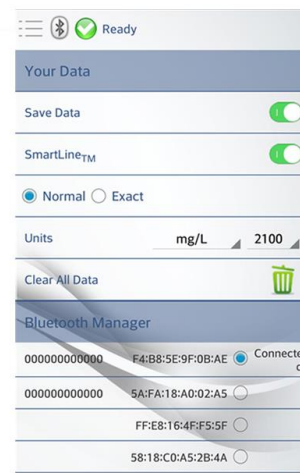 Ready
Your Data
Save Data
SmartLineTM
Normal Exact
Units mg/L 2100
Clear All Data
Bluetooth Manager
000000000000 F4:B8:5E:9F:0B:AE Connecte
000000000000 5A:FA:18:A0:02:A5
FF:E8:16:4F:F5:5F
58:18:C0:A5:2B:4A